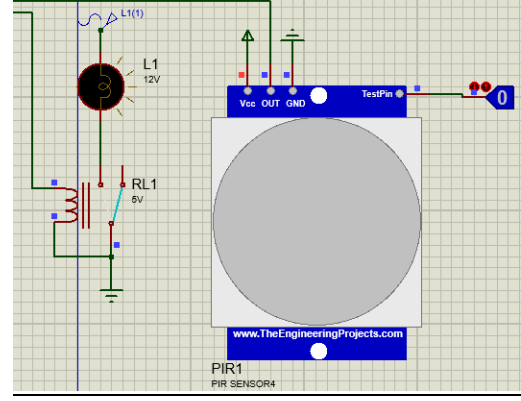 L1(1)
L1
12V
Vcc OUT GND
TestPin
0
RL1
5V
www.TheEngineeringProjects.com
PIR1
PIR SENSOR4